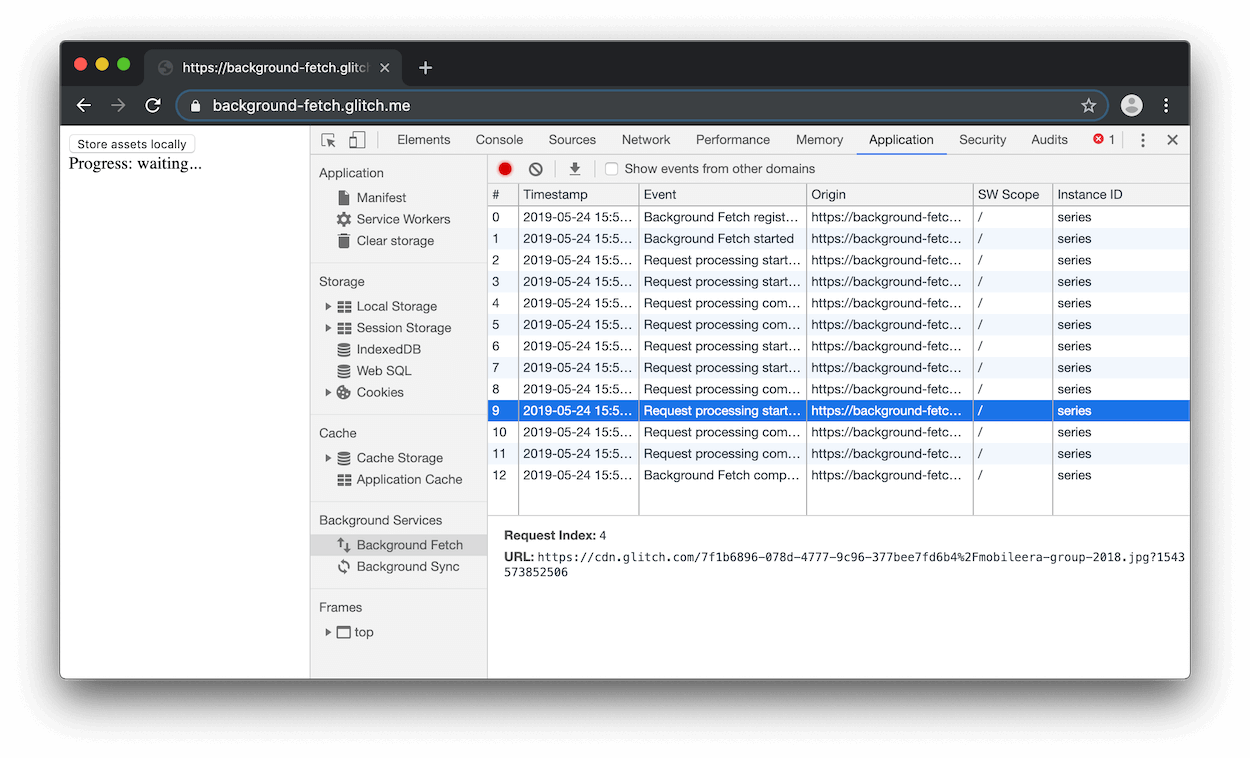 https://background-fetch.glitch
background-fetch.glitch.me
Store assets locally
Progress: waiting...
Elements Console Sources Network Performance Memory Application Security Audits 1
Application
Manifest
Service Workers
Clear storage
Storage
Local Storage
Session Storage
IndexedDB
Web SQL
Cookies
Cache
Cache Storage
Application Cache
Background Services
Background Fetch
Background Sync
Frames
top
Show events from other domains
# Timestamp Event Origin SW Scope Instance ID
0 2019-05-24 15:5… Background Fetch regist… https://background-fetc… / series
1 2019-05-24 15:5… Background Fetch started https://background-fetc… / series
2 2019-05-24 15:5… Request processing start… https://background-fetc… / series
3 2019-05-24 15:5… Request processing start… https://background-fetc… / series
4 2019-05-24 15:5… Request processing com… https://background-fetc… / series
5 2019-05-24 15:5… Request processing com… https://background-fetc… / series
6 2019-05-24 15:5… Request processing start… https://background-fetc… / series
7 2019-05-24 15:5… Request processing start… https://background-fetc… / series
8 2019-05-24 15:5… Request processing com… https://background-fetc… / series
9 2019-05-24 15:5… Request processing start… https://background-fetc… / series
10 2019-05-24 15:5… Request processing com… https://background-fetc… / series
11 2019-05-24 15:5… Request processing com… https://background-fetc… / series
12 2019-05-24 15:5… Background Fetch comp… https://background-fetc… / series
Request Index: 4
URL: https://cdn.glitch.com/7f1b6896-078d-4777-9c96-377bee7fd6b4%2Fmobileera-group-2018.jpg?1543
573852506